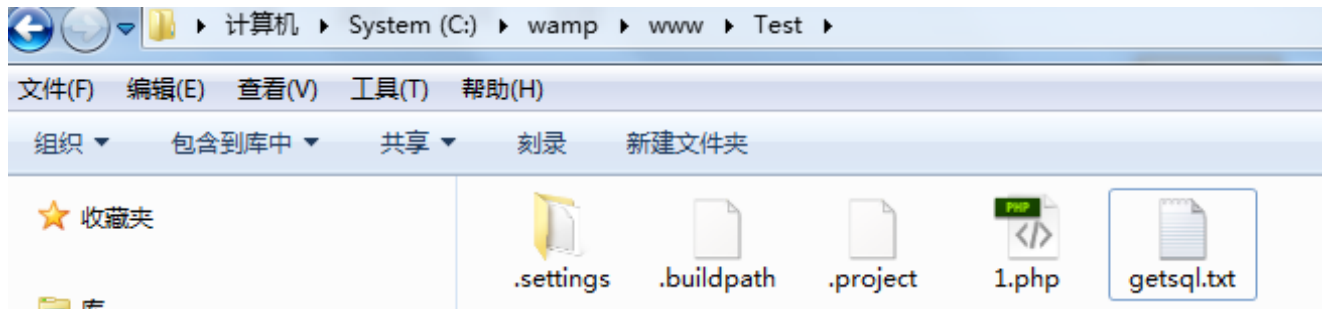 计算机 System (C:) wamp www Test
文件(F) 编辑(E) 查看(V) 工具(T) 帮助(H)
组织 包含到库中 共享 刻录 新建文件夹
收藏夹
PHP
.settings .buildpath .project 1.php getsql.txt
库